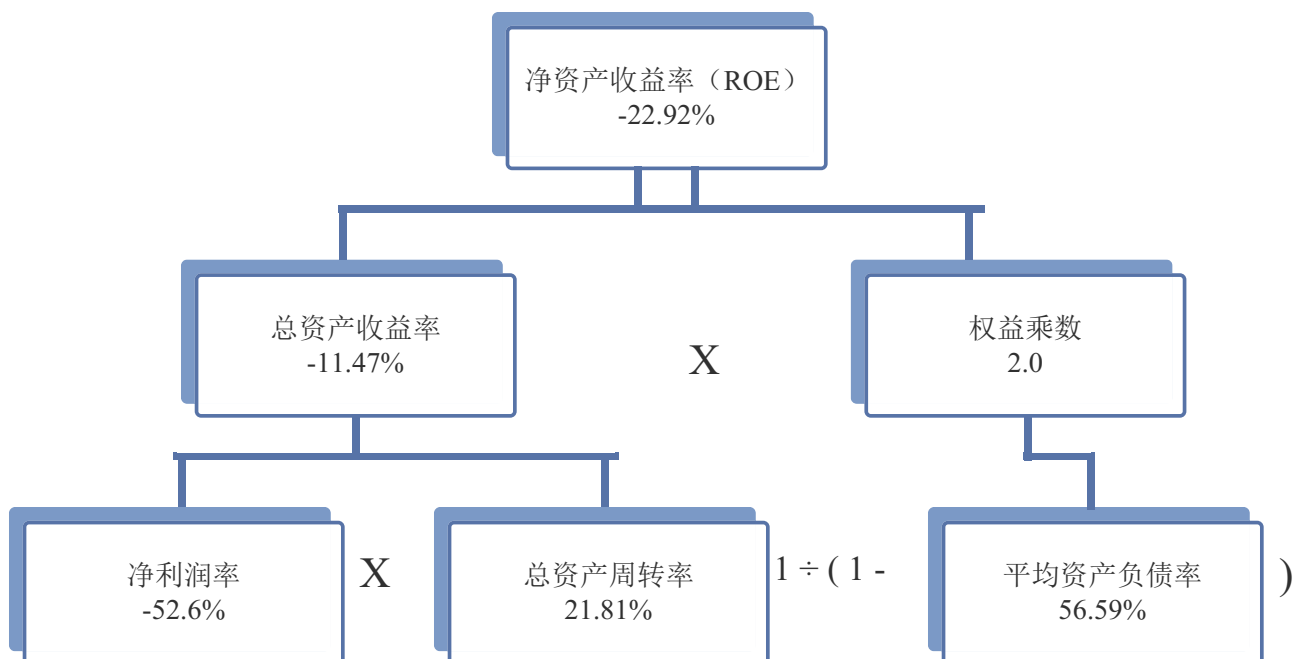 净资产收益率（ROE）
-22.92%
总资产收益率
-11.47%
X
权益乘数
2.0
净利润率
-52.6%
X
总资产周转率
21.81%
1 ÷ ( 1 -
平均资产负债率
56.59%
)